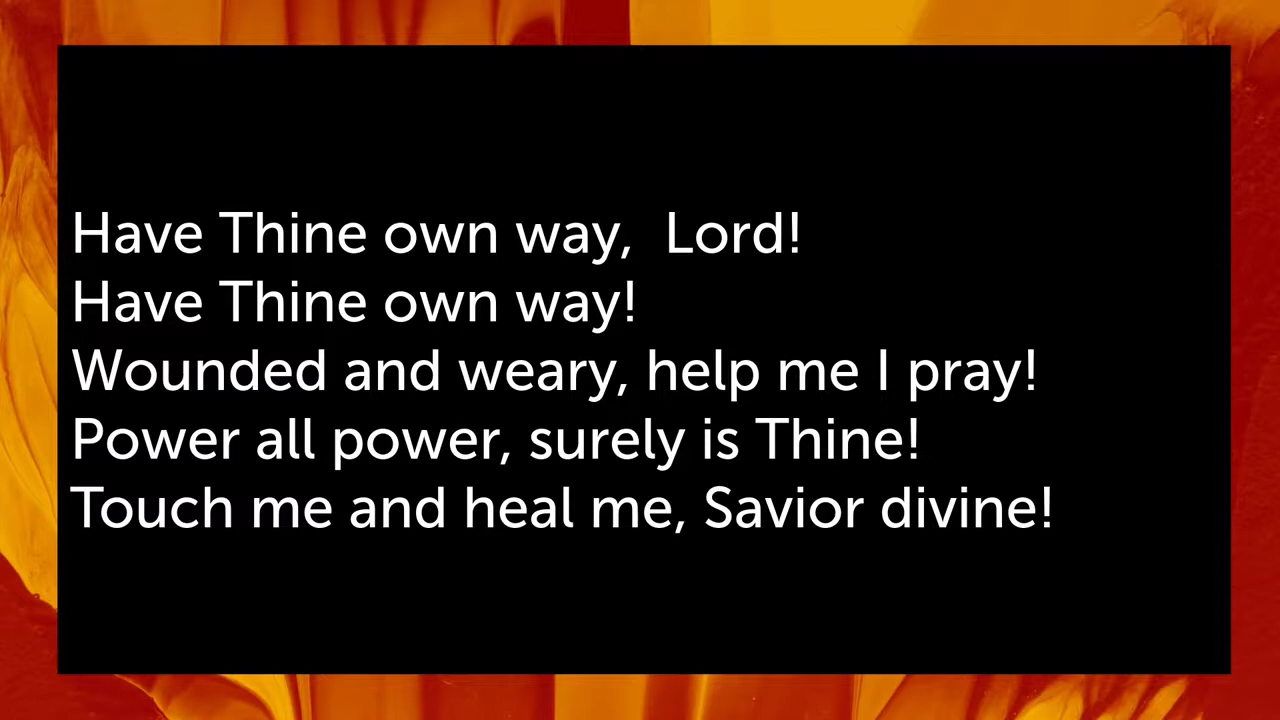 Have Thine own way,  Lord!
Have Thine own way!
Wounded and weary, help me I pray!
Power all power, surely is Thine!
Touch me and heal me, Savior divine!